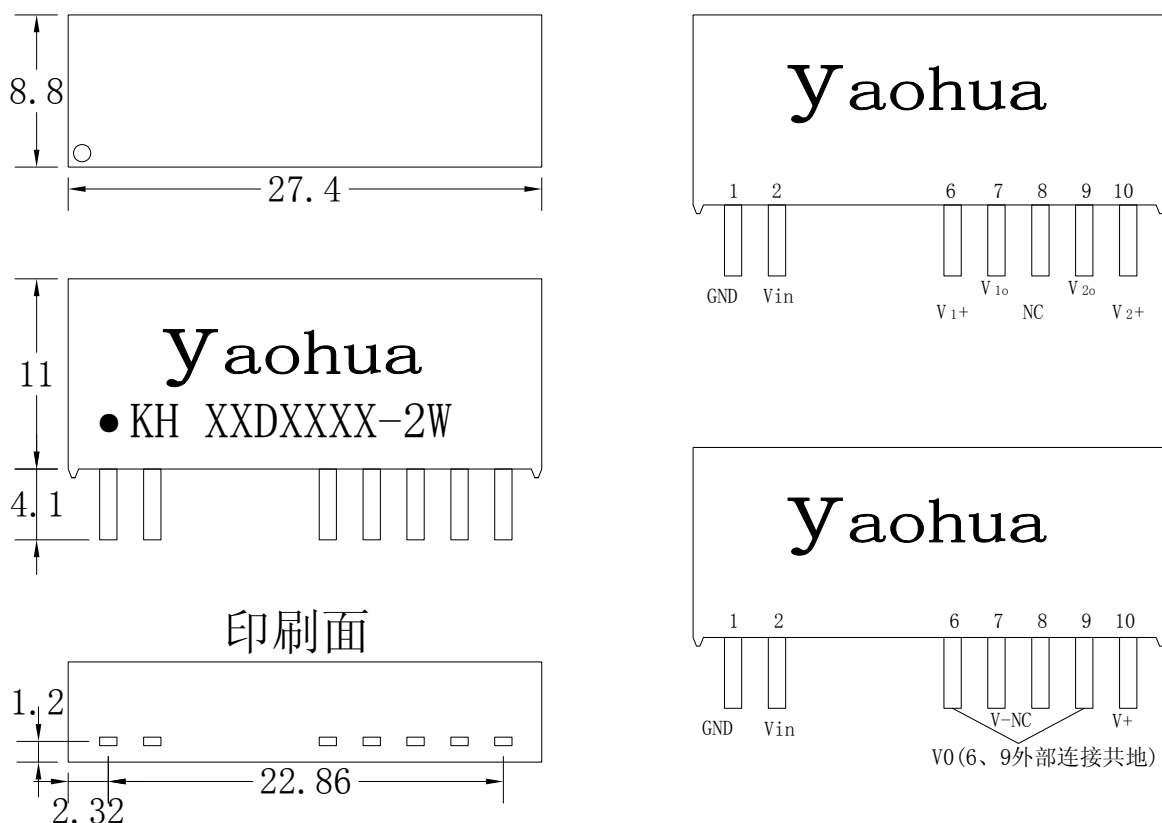 8.8
27.4
yaohua
KH XXDXXXX-2W
11
4.1
印刷面
1.2
22.86
2.32
yaohua
1 2 6 7 8 9 10
GND Vin V1+ V1o NC V2o V2+
yaohua
1 2 6 7 8 9 10
GND Vin V-NC V+
V0(6、9外部连接共地)